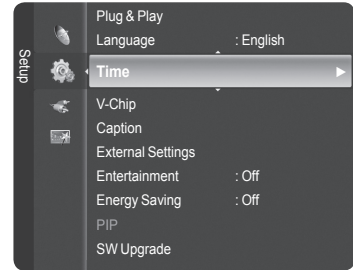 Setup
Plug & Play
Language : English
Time
V-Chip
Caption
External Settings
Entertainment : Off
Energy Saving : Off
PIP
SW Upgrade